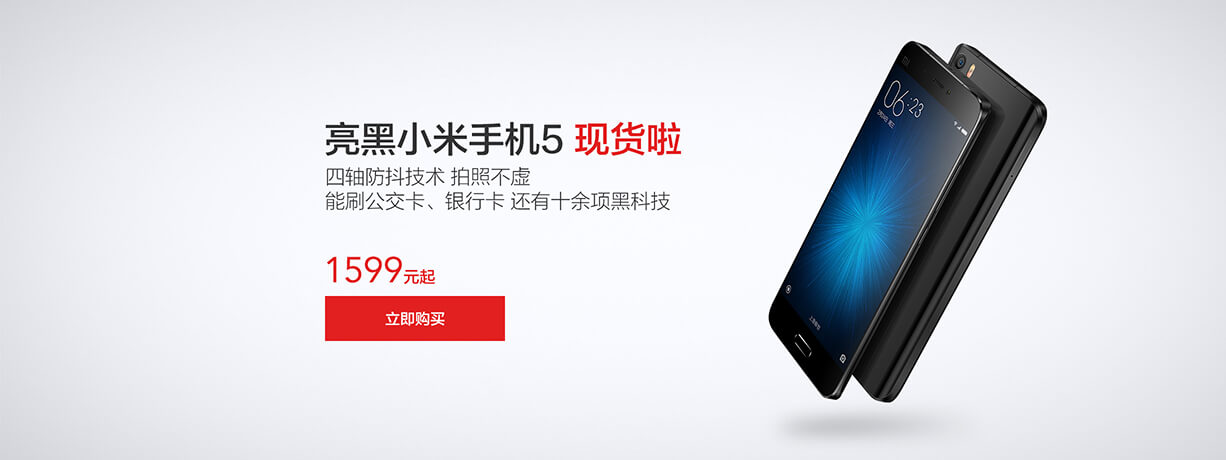 亮黑小米手机5 现货啦
四轴防抖技术 拍照不虚
能刷公交卡、银行卡 还有十余项黑科技
1599元起
立即购买
06:23